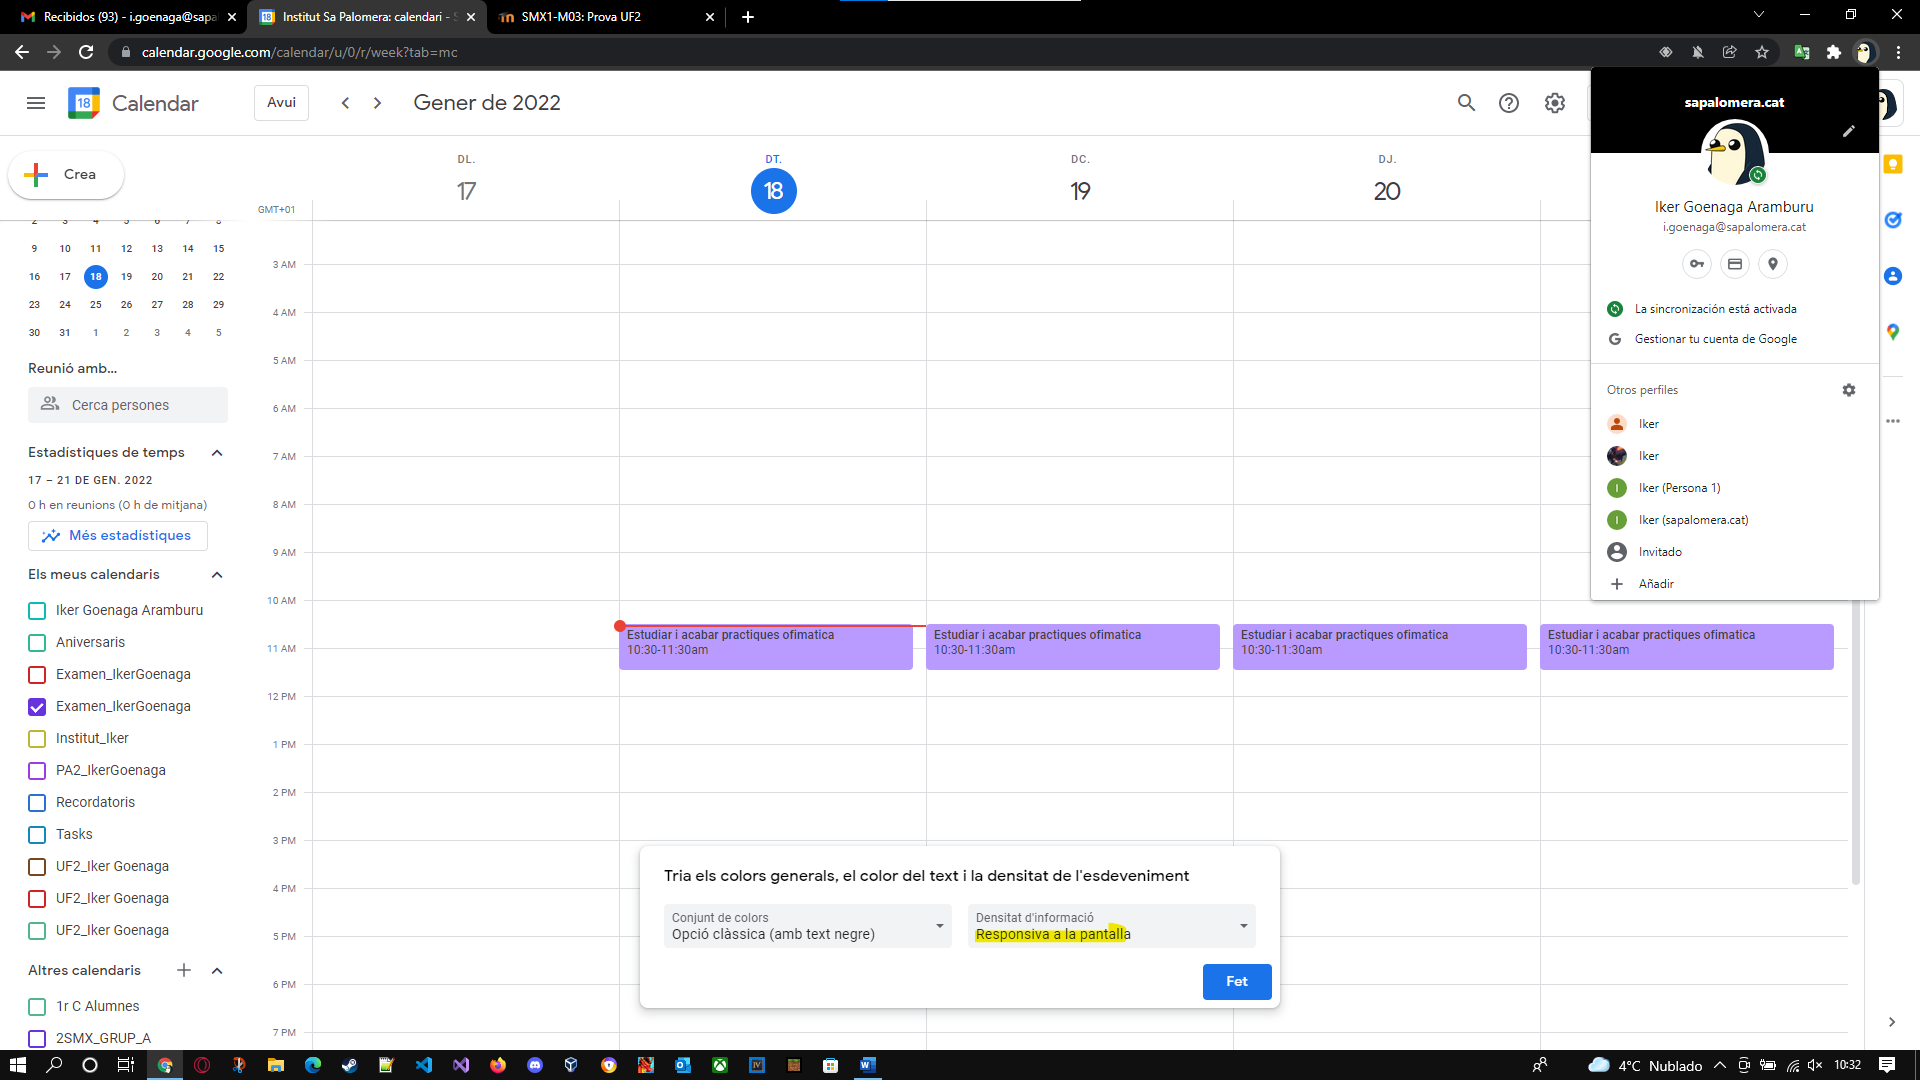 Recibidos (93) - i.goenaga@sapa
Institut Sa Palomera: calendari - S
SMX1-M03: Prova UF2
calendar.google.com/calendar/u/0/r/week?tab=mc
18
Calendar
Avui
Gener de 2022
Crea
DL.
17
DT.
18
DC.
19
DJ.
20
GMT+01
2 3 4 5 6 7 8
9 10 11 12 13 14 15
16 17 18 19 20 21 22
23 24 25 26 27 28 29
30 31 1 2 3 4 5
Reunió amb...
Cerca persones
Estadístiques de temps
17 – 21 DE GEN. 2022
0 h en reunions (0 h de mitjana)
Més estadístiques
Els meus calendaris
Iker Goenaga Aramburu
Aniversaris
Examen_IkerGoenaga
Examen_IkerGoenaga
Institut_Iker
PA2_IkerGoenaga
Recordatoris
Tasks
UF2_Iker Goenaga
UF2_Iker Goenaga
UF2_Iker Goenaga
Altres calendaris
1r C Alumnes
2SMX_GRUP_A
3 AM
4 AM
5 AM
6 AM
7 AM
8 AM
9 AM
10 AM
11 AM
12 PM
1 PM
2 PM
3 PM
4 PM
5 PM
6 PM
7 PM
Estudiar i acabar practiques ofimatica
10:30-11:30am
Estudiar i acabar practiques ofimatica
10:30-11:30am
Estudiar i acabar practiques ofimatica
10:30-11:30am
Estudiar i acabar practiques ofimatica
10:30-11:30am
Tria els colors generals, el color del text i la densitat de l'esdeveniment
Conjunt de colors
Opció clàssica (amb text negre)
Densitat d'informació
Responsiva a la pantalla
Fet
sapalomera.cat
Iker Goenaga Aramburu
i.goenaga@sapalomera.cat
La sincronización está activada
G Gestionar tu cuenta de Google
Otros perfiles
Iker
Iker
I Iker (Persona 1)
I Iker (sapalomera.cat)
Invitado
Añadir
4°C Nublado
10:32